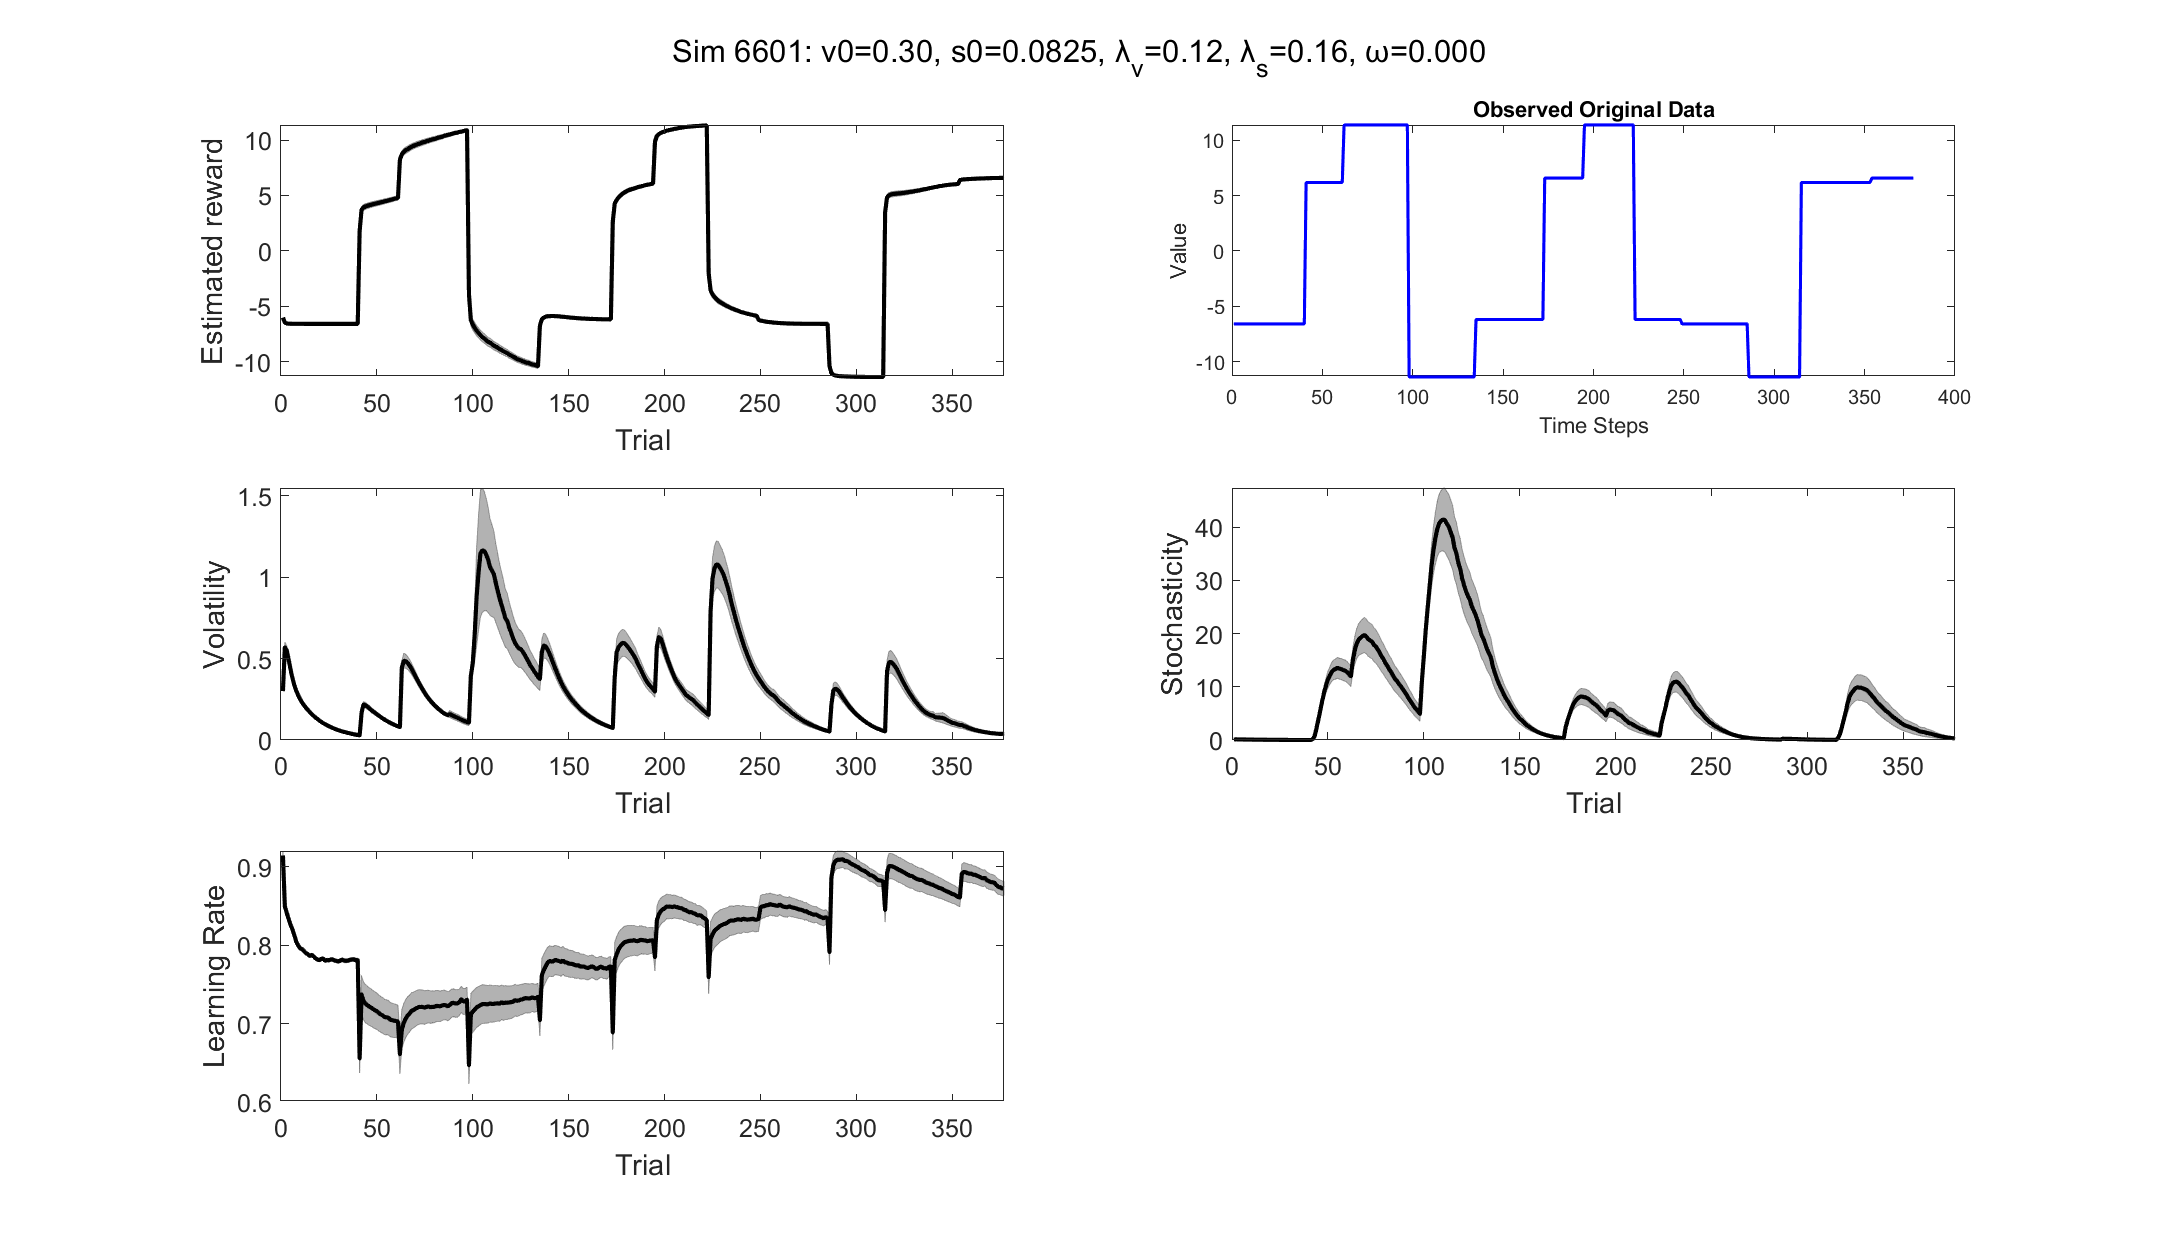 Sim 6601: v0=0.30, s0=0.0825, λ_v=0.12, λ_s=0.16, ω=0.000
Estimated reward
10
5
0
-5
-10
0 50 100 150 200 250 300 350
Trial
Observed Original Data
Value
10
5
0
-5
-10
0 50 100 150 200 250 300 350 400
Time Steps
Volatility
1.5
1
0.5
0
0 50 100 150 200 250 300 350
Trial
Stochasticity
40
30
20
10
0
0 50 100 150 200 250 300 350
Trial
Learning Rate
0.9
0.8
0.7
0.6
0 50 100 150 200 250 300 350
Trial